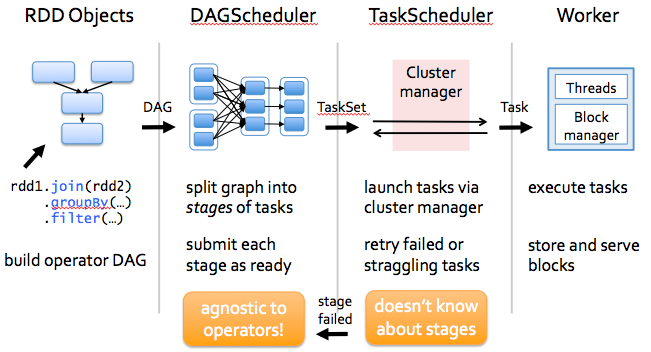 RDD Objects
DAGScheduler
TaskScheduler
Worker
DAG
TaskSet
Cluster
manager
Task
Threads
Block
manager
rdd1.join(rdd2)
.groupBy(…)
.filter(…)
split graph into
stages of tasks
launch tasks via
cluster manager
execute tasks
build operator DAG
submit each
stage as ready
retry failed or
straggling tasks
store and serve
blocks
agnostic to
operators!
stage
failed
doesn't know
about stages